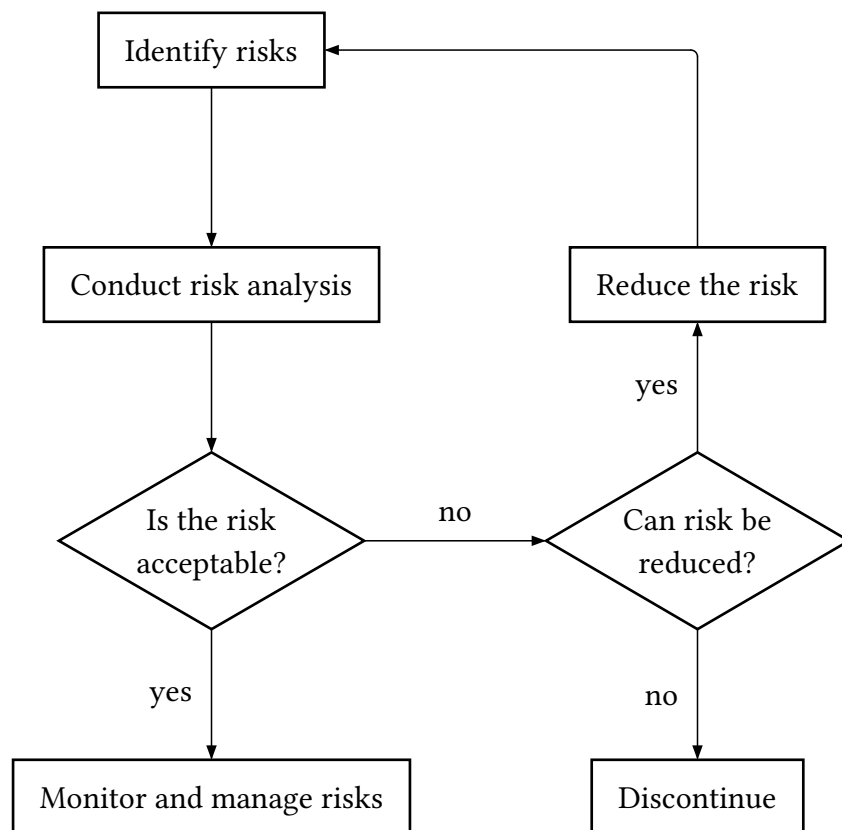 Identify risks
Conduct risk analysis
Reduce the risk
yes
Is the risk
acceptable?
no
Can risk be
reduced?
yes
no
Monitor and manage risks
Discontinue